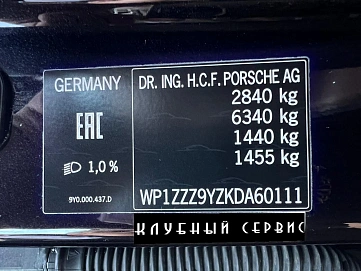 GERMANY
EAC
1,0 %
9Y0.000.437.D
DR. ING. H.C.F. PORSCHE AG
2840 kg
6340 kg
1440 kg
1455 kg
WP1ZZZ9YZKDA60111
КЛУБНЫЙ СЕРВИС